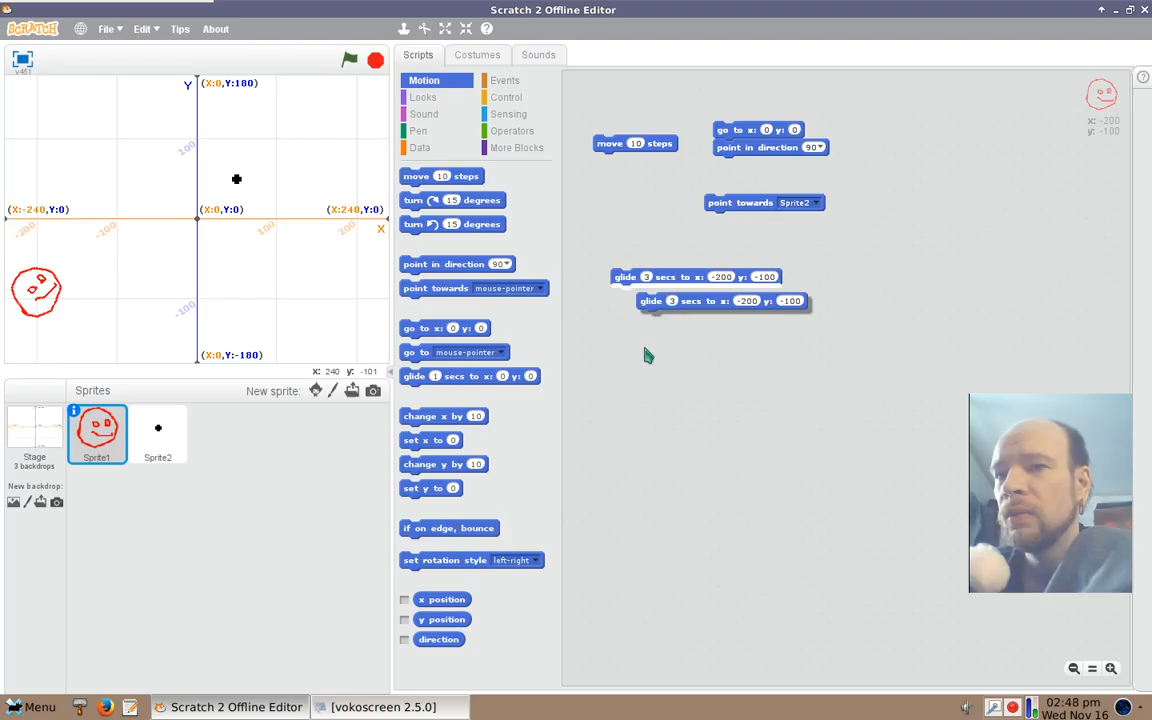 Scratch 2 Offline Editor
SCRATCH
File
Edit
Tips
About
Scripts
Costumes
Sounds
v451
Y
(X:0,Y:180)
100
(X:-240,Y:0)
(X:0,Y:0)
(X:240,Y:0)
-200
-100
100
200
X
-100
(X:0,Y:-180)
x: 240 y: -101
Motion
Looks
Sound
Pen
Data
Events
Control
Sensing
Operators
More Blocks
move 10 steps
turn 15 degrees
turn 15 degrees
point in direction 90
point towards mouse-pointer
go to x: 0 y: 0
go to mouse-pointer
glide 1 secs to x: 0 y: 0
change x by 10
set x to 0
change y by 10
set y to 0
if on edge, bounce
set rotation style left-right
x position
y position
direction
move 10 steps
go to x: 0 y: 0
point in direction 90
point towards Sprite2
glide 3 secs to x: -200 y: -100
glide 3 secs to x: -200 y: -100
x: -200
y: -100
Sprites
New sprite:
Stage
3 backdrops
Sprite1
Sprite2
New backdrop:
Menu
Scratch 2 Offline Editor
[vokoscreen 2.5.0]
02:48 pm
Wed Nov 16